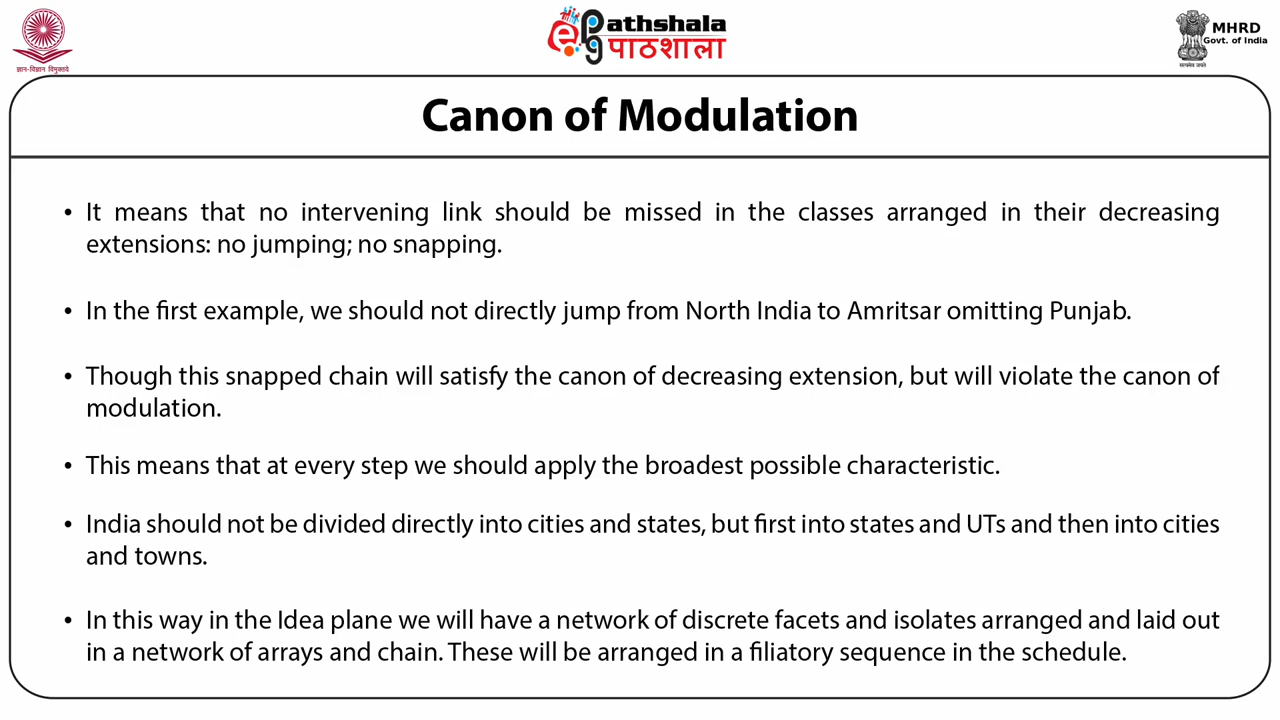 ज्ञान-विज्ञान विमुक्तये
ePathshala
पाठशाला
सत्यमेव जयते
MHRD
Govt. of India
Canon of Modulation
• It means that no intervening link should be missed in the classes arranged in their decreasing
extensions: no jumping; no snapping.
• In the first example, we should not directly jump from North India to Amritsar omitting Punjab.
• Though this snapped chain will satisfy the canon of decreasing extension, but will violate the canon of
modulation.
• This means that at every step we should apply the broadest possible characteristic.
• India should not be divided directly into cities and states, but first into states and UTs and then into cities
and towns.
• In this way in the Idea plane we will have a network of discrete facets and isolates arranged and laid out
in a network of arrays and chain. These will be arranged in a filiatory sequence in the schedule.